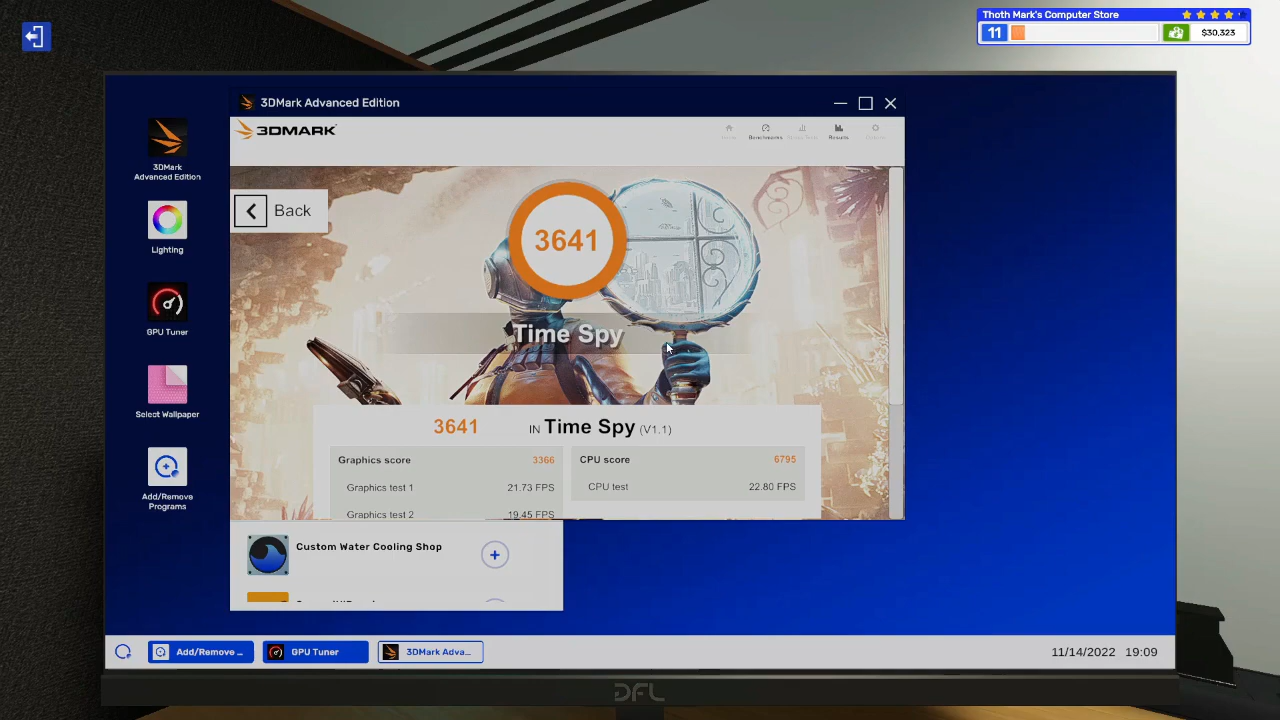 Thoth Mark's Computer Store
11
$30,323
3DMark Advanced Edition
3DMARK
Benchmarks
Results
Back
3641
Time Spy
3641 IN Time Spy (V1.1)
Graphics score 3366
Graphics test 1 21.73 FPS
Graphics test 2 19.45 FPS
CPU score 6795
CPU test 22.80 FPS
3DMark
Advanced Edition
Lighting
GPU Tuner
Select Wallpaper
Add/Remove
Programs
Custom Water Cooling Shop
Add/Remove ...
GPU Tuner
3DMark Adva...
11/14/2022 19:09
DFL